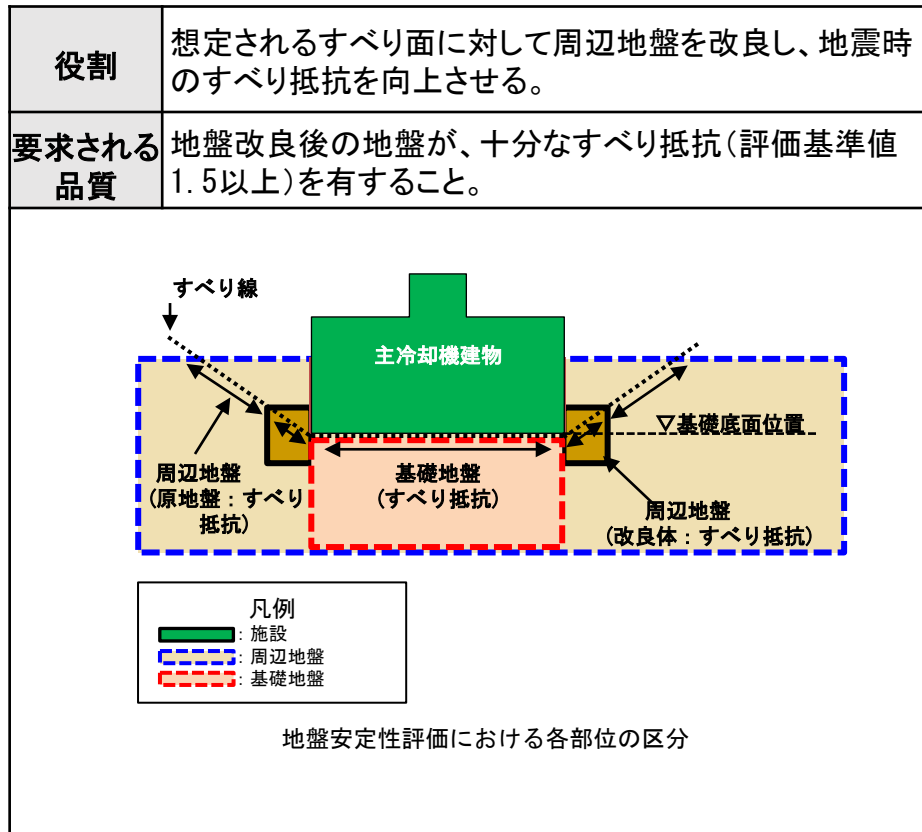 役割
想定されるすべり面に対して周辺地盤を改良し、地震時
のすべり抵抗を向上させる。
要求される
品質
地盤改良後の地盤が、十分なすべり抵抗(評価基準値
1.5以上)を有すること。
すべり線
主冷却機建物
▽基礎底面位置
周辺地盤
(原地盤：すべり
抵抗)
基礎地盤
(すべり抵抗)
周辺地盤
(改良体：すべり抵抗)
凡例
：施設
：周辺地盤
：基礎地盤
地盤安定性評価における各部位の区分